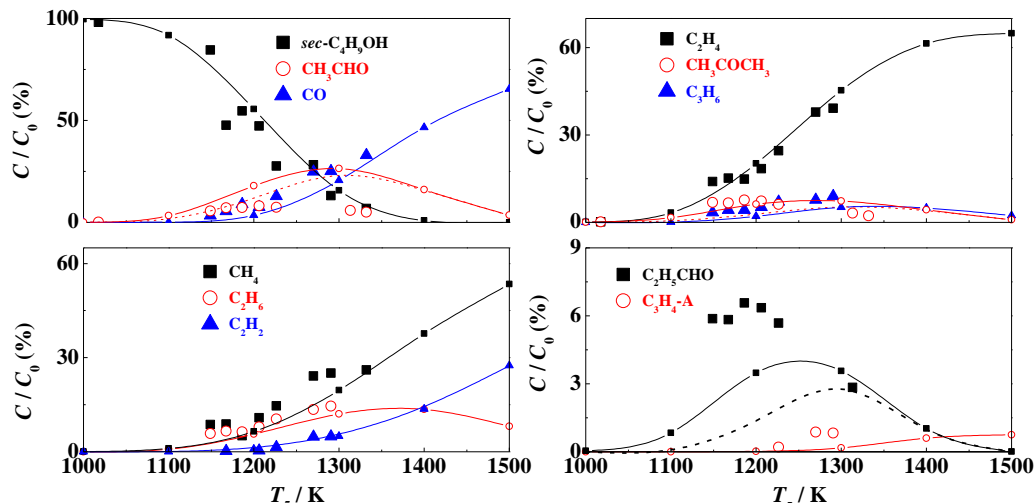 100
50
0
C / C₀ (%)
sec-C₄H₉OH
CH₃CHO
CO
60
30
0
C / C₀ (%)
C₂H₄
CH₃COCH₃
C₃H₆
60
30
0
C / C₀ (%)
CH₄
C₂H₆
C₂H₂
1000 1100 1200 1300 1400 1500
9
6
3
0
C / C₀ (%)
C₂H₅CHO
C₃H₄-A
1000 1100 1200 1300 1400 1500
/ K
/ K